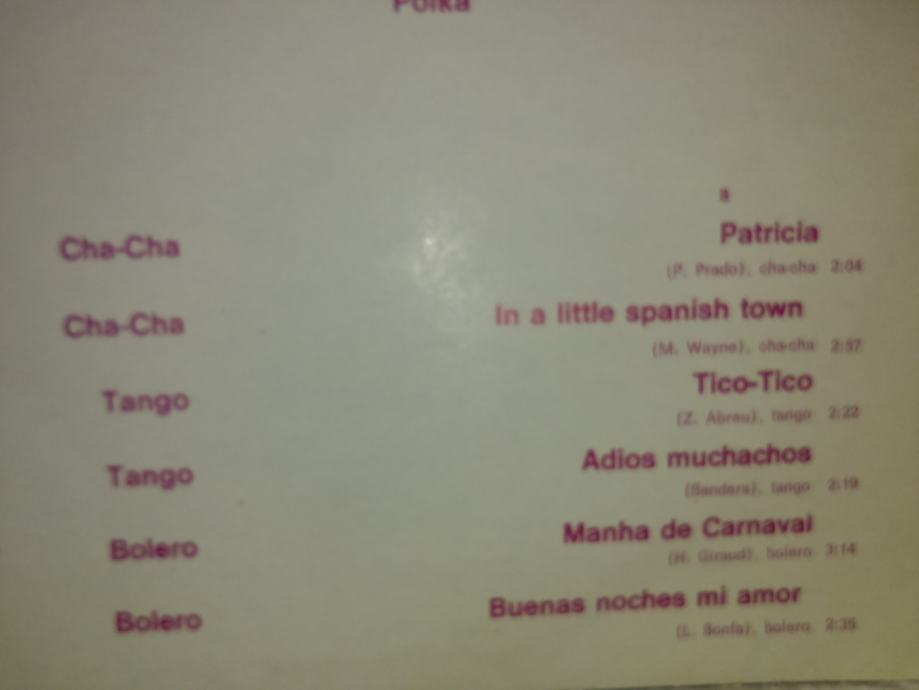 Polka
B
Cha-Cha Patricia
(P. Prado), cha-cha 2:04
Cha-Cha In a little spanish town
(M. Wayne), cha-cha 2:57
Tango Tico-Tico
(Z. Abreu), tango 2:22
Tango Adios muchachos
(Sanders), tango 2:19
Bolero Manha de Carnaval
(H. Giraud), bolero 3:14
Bolero Buenas noches mi amor
(L. Bonfa), bolero 2:35